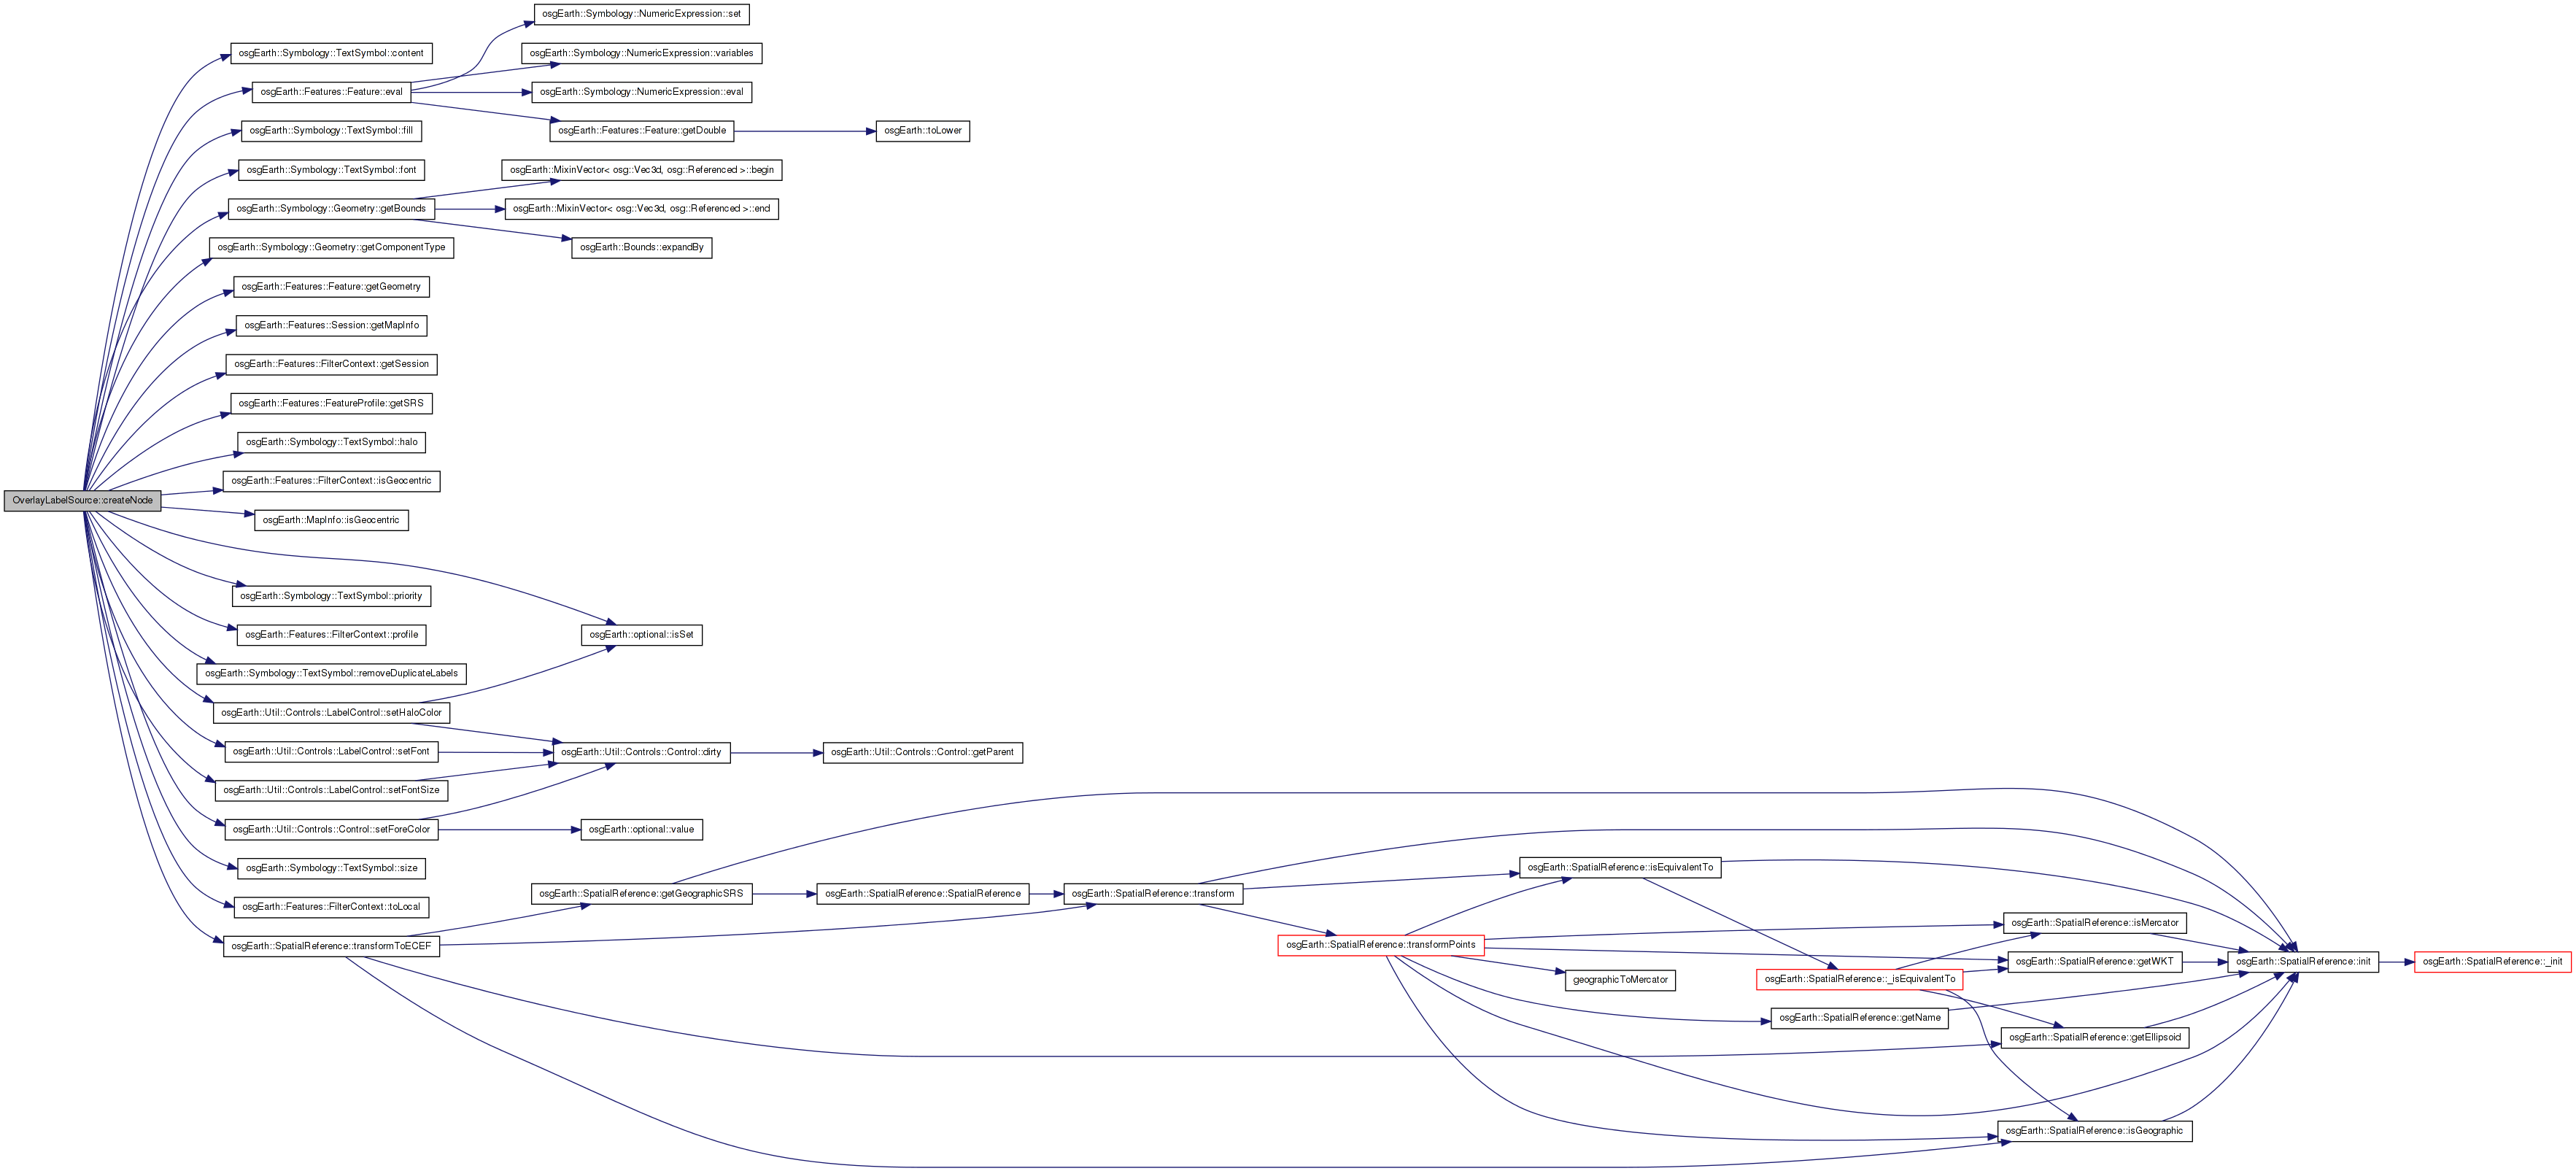 osgEarth::Symbology::NumericExpression::set
osgEarth::Symbology::TextSymbol::content
osgEarth::Symbology::NumericExpression::variables
osgEarth::Features::Feature::eval
osgEarth::Symbology::NumericExpression::eval
osgEarth::Symbology::TextSymbol::fill
osgEarth::Features::Feature::getDouble
osgEarth::toLower
osgEarth::Symbology::TextSymbol::font
osgEarth::MixinVector< osg::Vec3d, osg::Referenced >::begin
osgEarth::Symbology::Geometry::getBounds
osgEarth::MixinVector< osg::Vec3d, osg::Referenced >::end
osgEarth::Symbology::Geometry::getComponentType
osgEarth::Bounds::expandBy
osgEarth::Features::Feature::getGeometry
osgEarth::Features::Session::getMapInfo
osgEarth::Features::FilterContext::getSession
osgEarth::Features::FeatureProfile::getSRS
osgEarth::Symbology::TextSymbol::halo
osgEarth::Features::FilterContext::isGeocentric
OverlayLabelSource::createNode
osgEarth::MapInfo::isGeocentric
osgEarth::Symbology::TextSymbol::priority
osgEarth::Features::FilterContext::profile
osgEarth::optional::isSet
osgEarth::Symbology::TextSymbol::removeDuplicateLabels
osgEarth::Util::Controls::LabelControl::setHaloColor
osgEarth::Util::Controls::LabelControl::setFont
osgEarth::Util::Controls::Control::dirty
osgEarth::Util::Controls::Control::getParent
osgEarth::Util::Controls::LabelControl::setFontSize
osgEarth::Util::Controls::Control::setForeColor
osgEarth::optional::value
osgEarth::Symbology::TextSymbol::size
osgEarth::SpatialReference::isEquivalentTo
osgEarth::SpatialReference::getGeographicSRS
osgEarth::SpatialReference::SpatialReference
osgEarth::SpatialReference::transform
osgEarth::Features::FilterContext::toLocal
osgEarth::SpatialReference::isMercator
osgEarth::SpatialReference::transformToECEF
osgEarth::SpatialReference::transformPoints
osgEarth::SpatialReference::getWKT
osgEarth::SpatialReference::init
osgEarth::SpatialReference::_init
geographicToMercator
osgEarth::SpatialReference::_isEquivalentTo
osgEarth::SpatialReference::getName
osgEarth::SpatialReference::getEllipsoid
osgEarth::SpatialReference::isGeographic